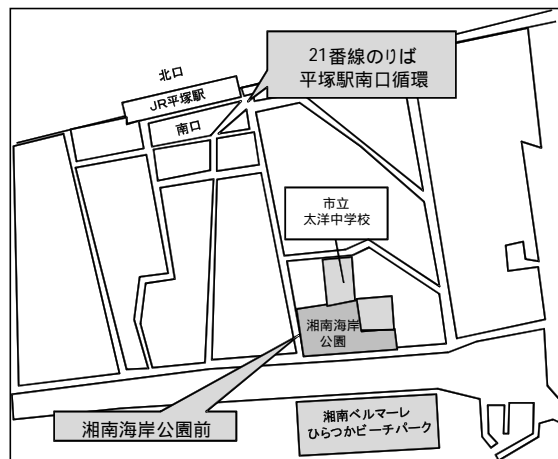 21番線のりば
平塚駅南口循環
北口
JR平塚駅
南口
市立
太洋中学校
湘南海岸
公園
湘南海岸公園前
湘南ベルマーレ
ひらつかビーチパーク